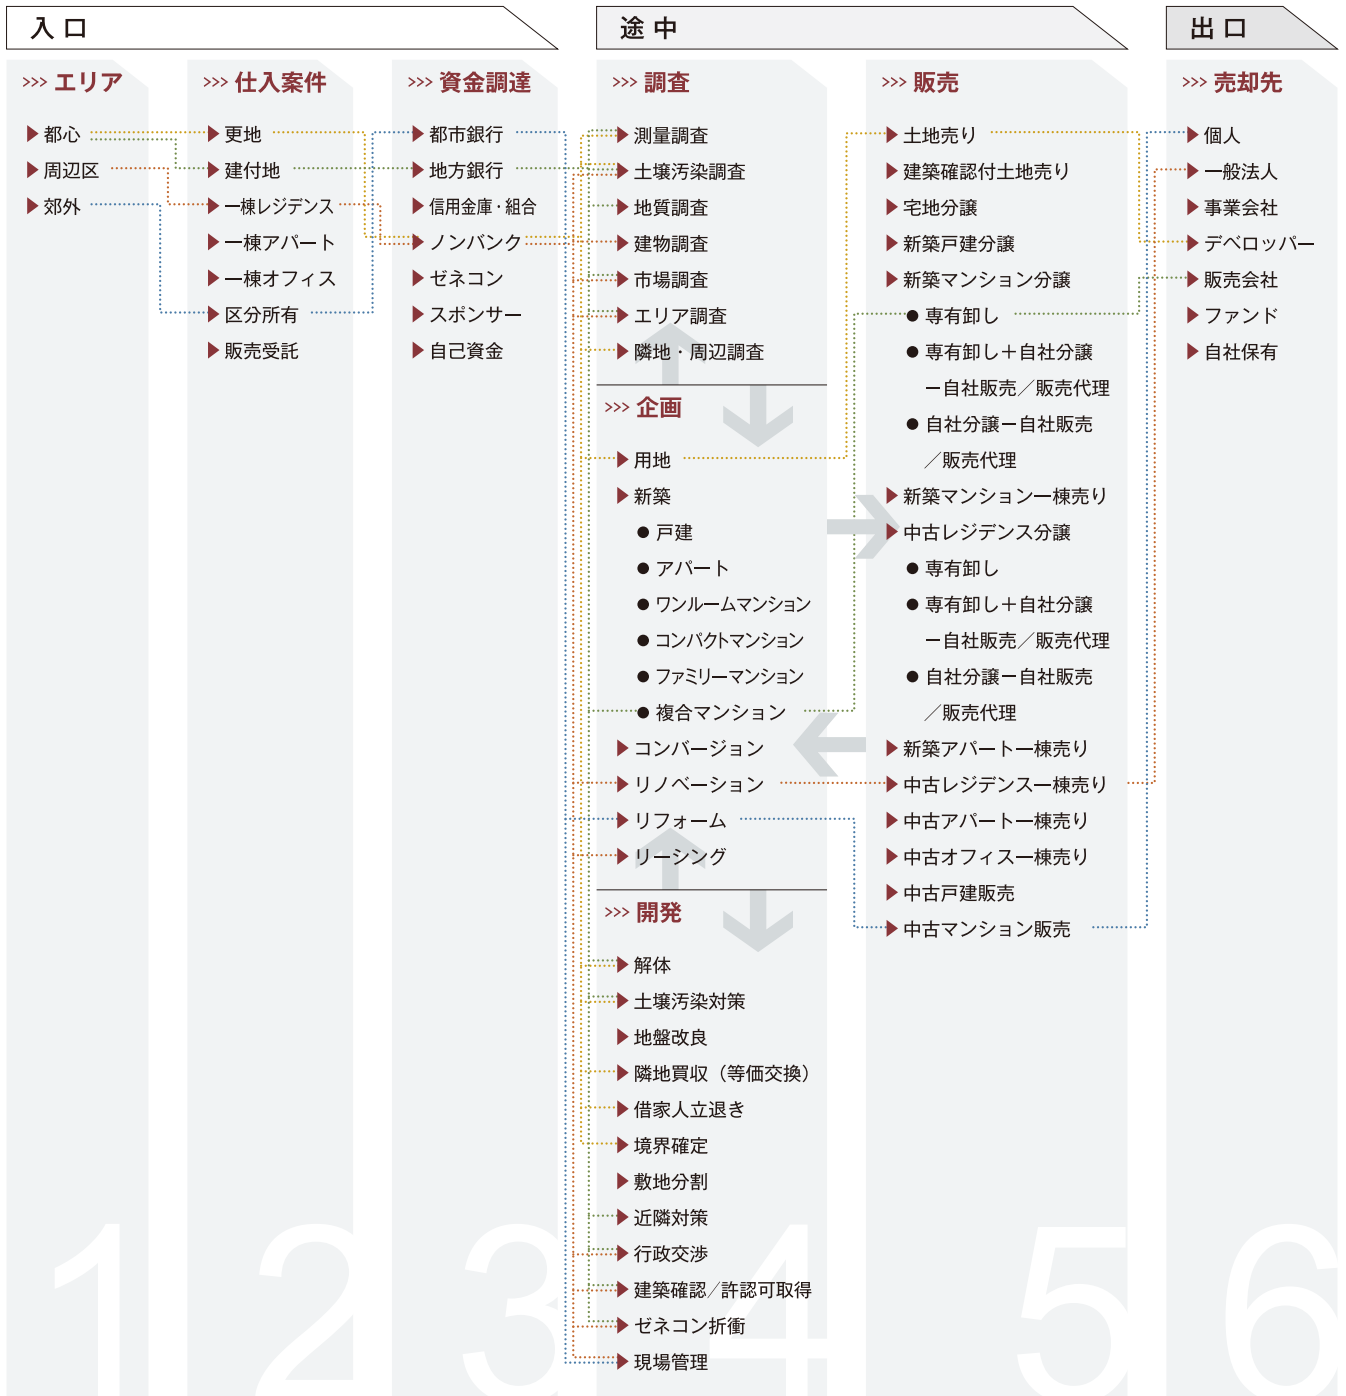 入口
途中
出口
>>> エリア
▶都心
▶周辺区
▶郊外
>>> 仕入案件
▶更地
▶建付地
▶一棟レジデンス
▶一棟アパート
▶一棟オフィス
▶区分所有
▶販売受託
>>> 資金調達
▶都市銀行
▶地方銀行
▶信用金庫・組合
▶ノンバンク
▶ゼネコン
▶スポンサー
▶自己資金
>>> 調査
▶測量調査
▶土壌汚染調査
▶地質調査
▶建物調査
▶市場調査
▶エリア調査
▶隣地・周辺調査
>>> 企画
▶用地
▶新築
●戸建
●アパート
●ワンルームマンション
●コンパクトマンション
●ファミリーマンション
●複合マンション
▶コンバージョン
▶リノベーション
▶リフォーム
▶リーシング
>>> 開発
▶解体
▶土壌汚染対策
▶地盤改良
▶隣地買収（等価交換）
▶借家人立退き
▶境界確定
▶敷地分割
▶近隣対策
▶行政交渉
▶建築確認／許認可取得
▶ゼネコン折衝
▶現場管理
>>> 販売
▶土地売り
▶建築確認付土地売り
▶宅地分譲
▶新築戸建分譲
▶新築マンション分譲
●専有卸し
●専有卸し＋自社分譲
－自社販売／販売代理
●自社分譲－自社販売
／販売代理
▶新築マンション一棟売り
▶中古レジデンス分譲
●専有卸し
●専有卸し＋自社分譲
－自社販売／販売代理
●自社分譲－自社販売
／販売代理
▶新築アパート一棟売り
▶中古レジデンス一棟売り
▶中古アパート一棟売り
▶中古オフィス一棟売り
▶中古戸建販売
▶中古マンション販売
>>> 売却先
▶個人
▶一般法人
▶事業会社
▶デベロッパー
▶販売会社
▶ファンド
▶自社保有
1
2
3
4
5
6